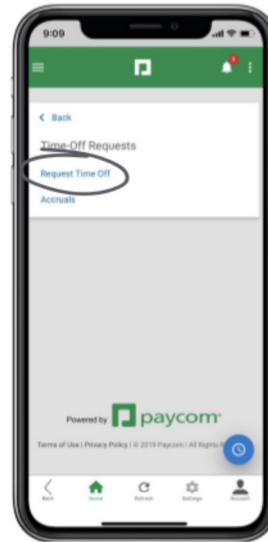 9:09
Back
Time-Off Requests
Request Time Off
Accruals
Powered by paycom
Terms of Use | Privacy Policy | © 2019 Paycom | All Rights
Back Home Refresh Settings Account